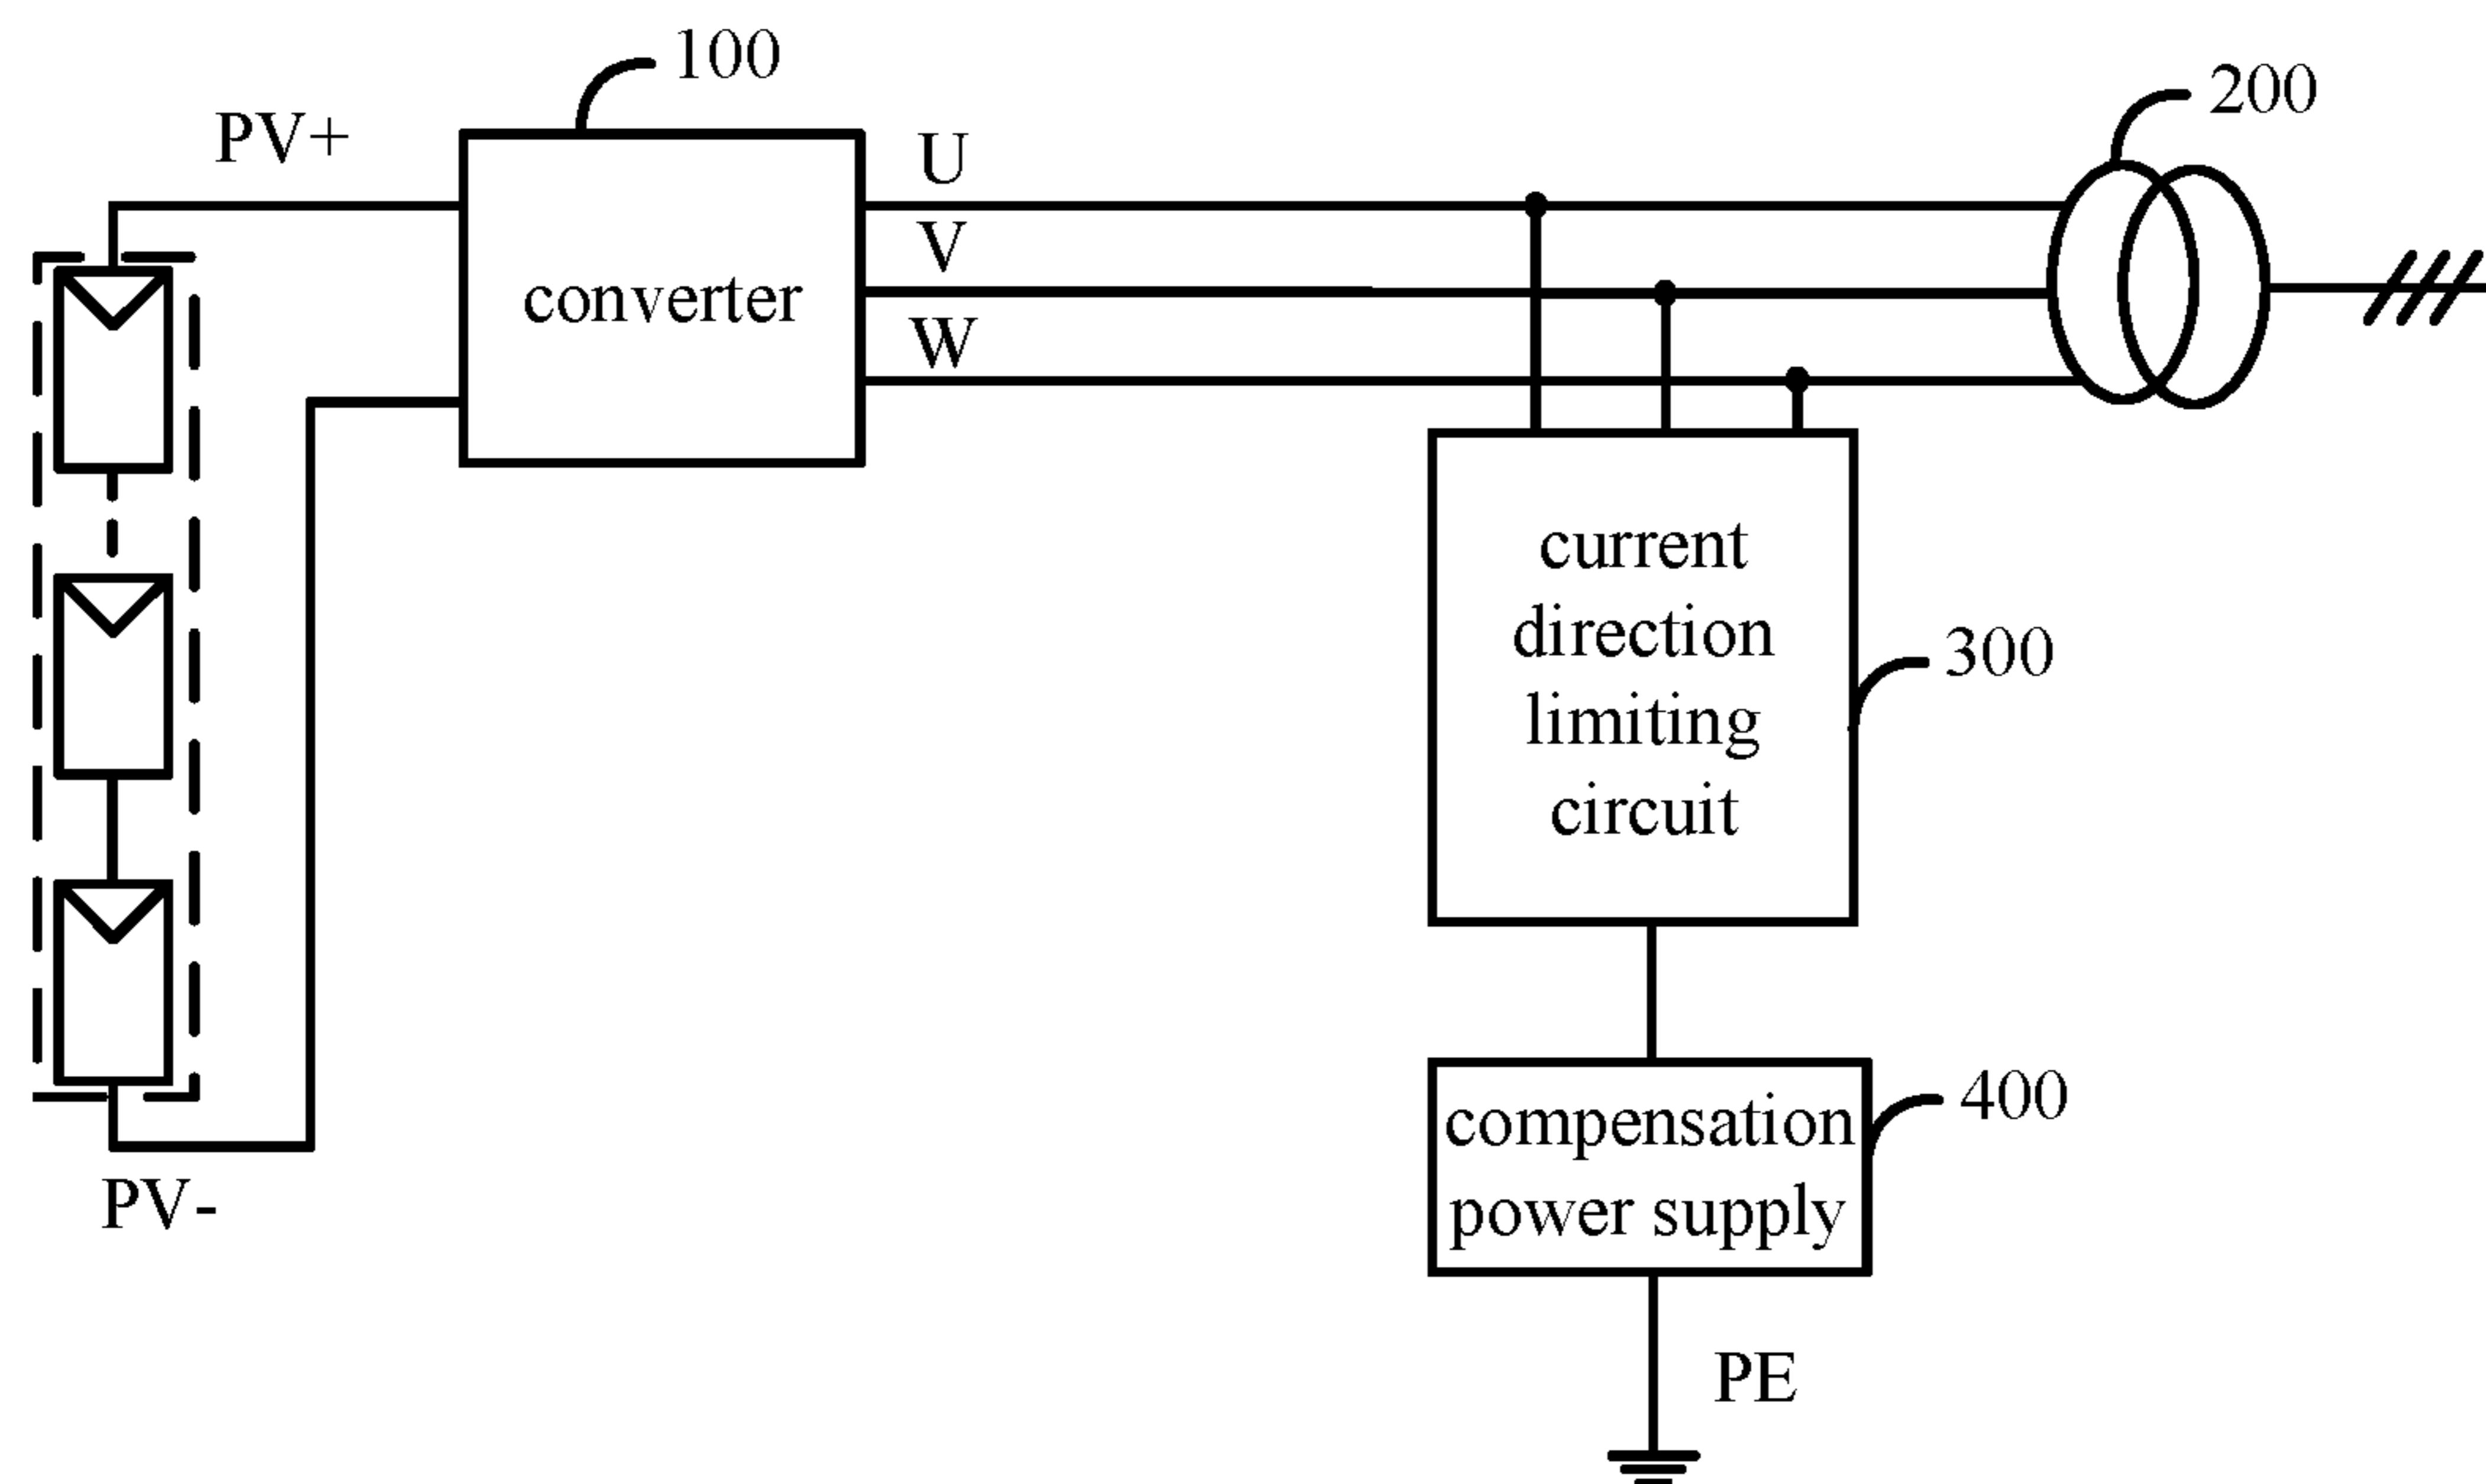 100
200
PV+
U
V
converter
W
current
direction
limiting
circuit
300
compensation
power supply
400
PV-
PE